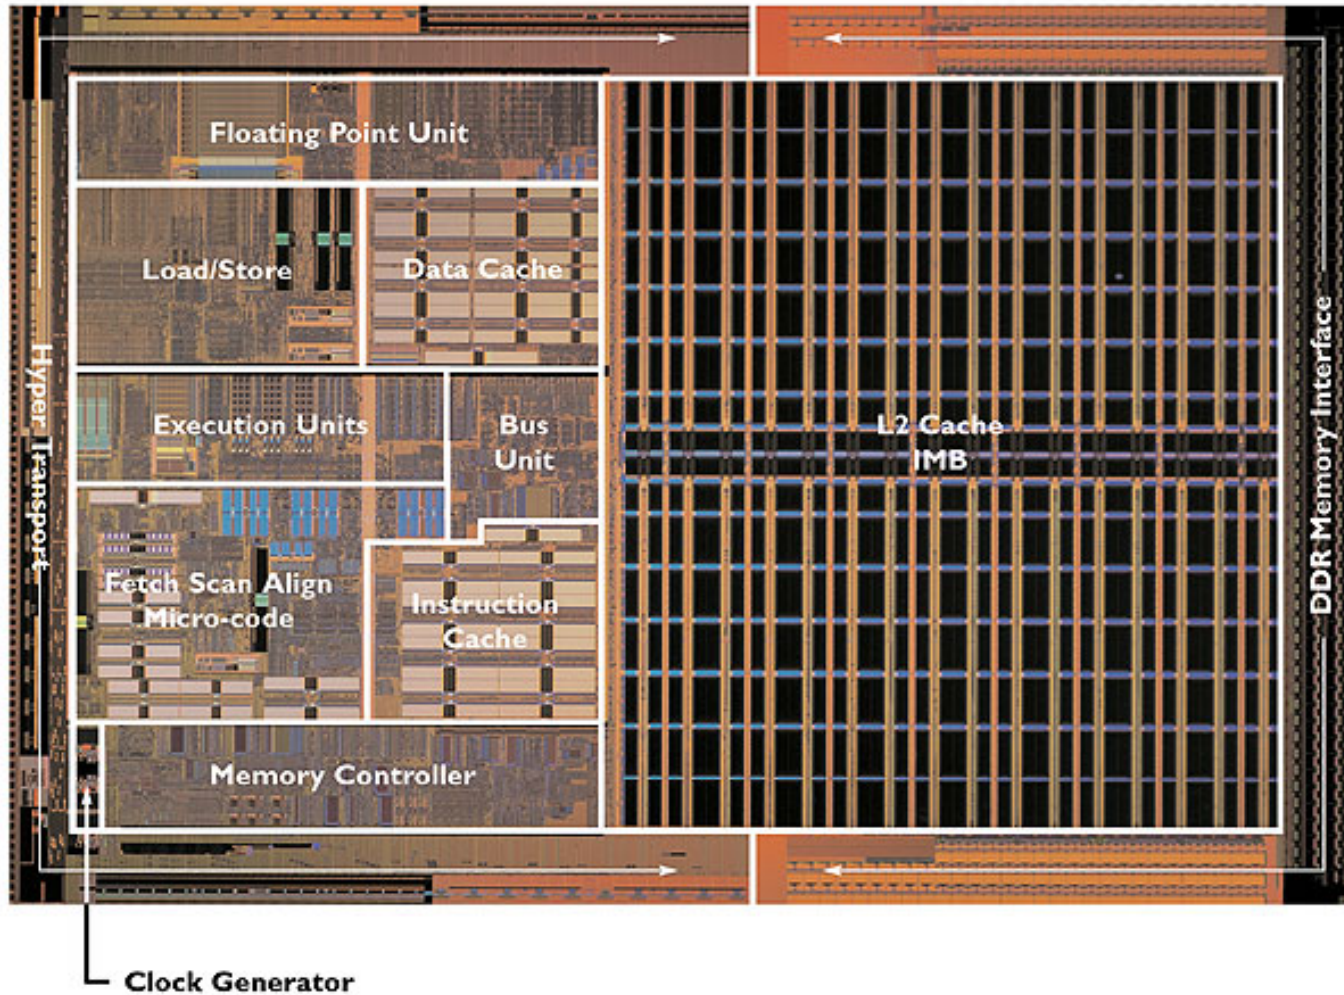 Floating Point Unit
Load/Store
Data Cache
Hyper Transport
Execution Units
Bus
Unit
L2 Cache
IMB
DDR Memory Interface
Fetch Scan Align
Micro-code
Instruction
Cache
Memory Controller
Clock Generator